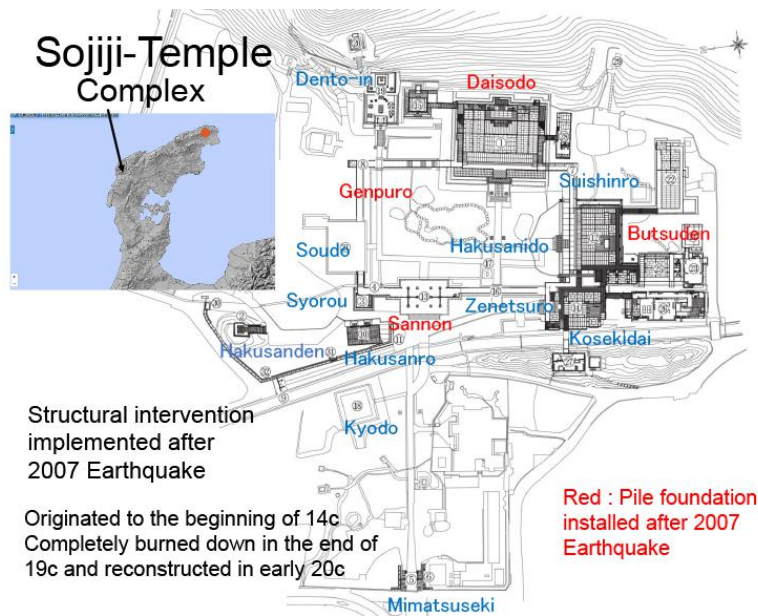 Sojiji-Temple
Complex
Dento-in
Daisodo
Genpuro
Suishinro
Soudo
Hakusanido
Butsuden
Syorou
Sannon
Zenetsuro
Hakusanden
Hakusanro
KosekIdai
Kyodo
Structural intervention
implemented after
2007 Earthquake
Originated to the beginning of 14c
Completely burned down in the end of
19c and reconstructed in early 20c
Red : Pile foundation
installed after 2007
Earthquake
Mimatsuseki